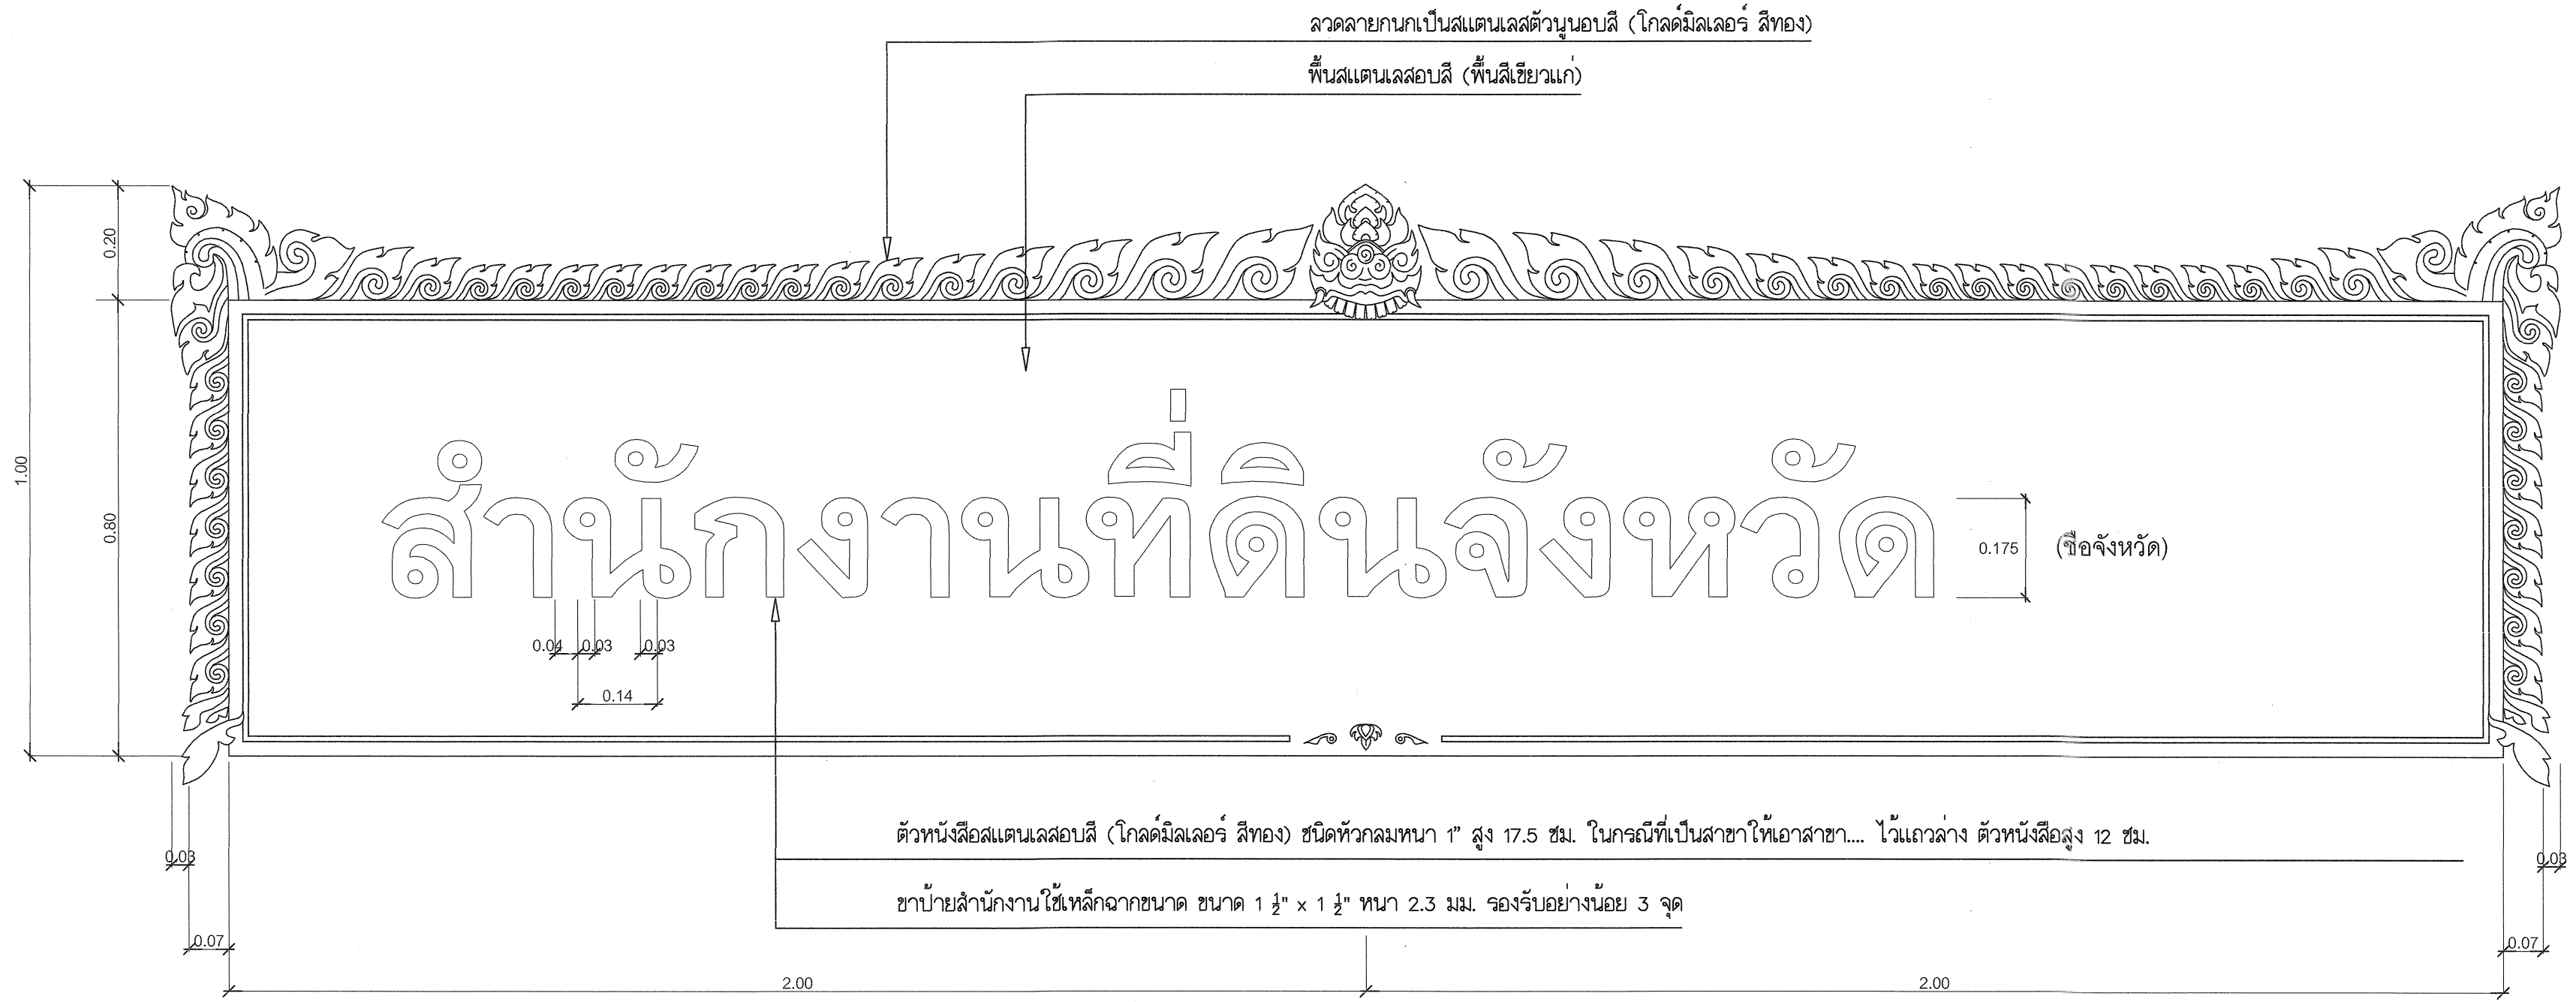 ลวดลายกนกเป็นสแตนเลสตัวนูนอบสี (โกลด์มิลเลอร์ สีทอง)
พื้นสแตนเลสอบสี (พื้นสีเขียวแก่)
0.20
1.00
0.80
สำนักงานที่ดินจังหวัด
0.175 (ชื่อจังหวัด)
0.04 0.03 0.03
0.14
ตัวหนังสือสแตนเลสอบสี (โกลด์มิลเลอร์ สีทอง) ชนิดหัวกลมหนา 1" สูง 17.5 ซม. ในกรณีที่เป็นสาขาให้เอาสาขา.... ไว้แถวล่าง ตัวหนังสือสูง 12 ซม.
0.03 0.03
ขาป้ายสำนักงานใช้เหล็กฉากขนาด ขนาด 1 ½" x 1 ½" หนา 2.3 มม. รองรับอย่างน้อย 3 จุด
0.07 0.07
2.00 2.00